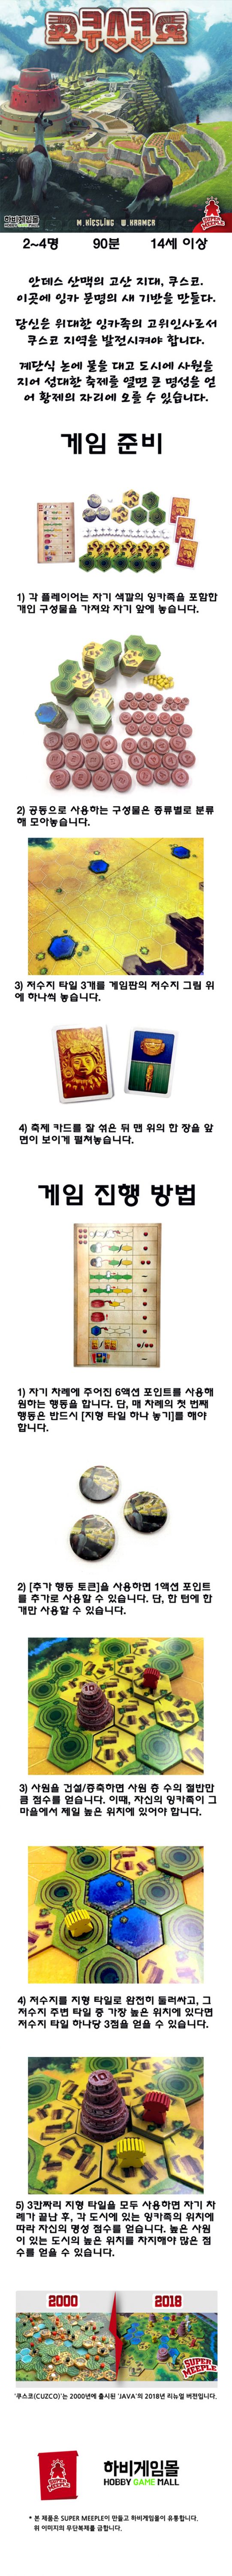 쿠스코
하비게임몰
HOBBY GAME MALL
M.KIESLING W.KRAMER
SUPER
MEEPLE
2~4명 90분 14세 이상
안데스 산맥의 고산 지대, 쿠스코.
이곳에 잉카 문명의 새 기반을 만들다.
당신은 위대한 잉카족의 고위인사로서
쿠스코 지역을 발전시켜야 합니다.
계단식 논에 물을 대고 도시에 사원을
지어 성대한 축제를 열면 큰 명성을 얻
어 황제의 자리에 오를 수 있습니다.
게임 준비
1) 각 플레이어는 자기 색깔의 잉카족을 포함한
개인 구성물을 가져와 자기 앞에 놓습니다.
2) 공동으로 사용하는 구성물은 종류별로 분류
해 모아놓습니다.
3) 저수지 타일 3개를 게임판의 저수지 그림 위
에 하나씩 놓습니다.
4) 축제 카드를 잘 섞은 뒤 맨 위의 한 장을 앞
면이 보이게 펼쳐놓습니다.
게임 진행 방법
1) 자기 차례에 주어진 6액션 포인트를 사용해
원하는 행동을 합니다. 단, 매 차례의 첫 번째
행동은 반드시 [지형 타일 하나 놓기]를 해야
합니다.
2) [추가 행동 토큰]을 사용하면 1액션 포인트
를 추가로 사용할 수 있습니다. 단, 한 턴에 한
개만 사용할 수 있습니다.
3) 사원을 건설/증축하면 사원 층 수의 절반만
큼 점수를 얻습니다. 이때, 자신의 잉카족이 그
마을에서 제일 높은 위치에 있어야 합니다.
4) 저수지를 지형 타일로 완전히 둘러싸고, 그
저수지 주변 타일 중 가장 높은 위치에 있다면
저수지 타일 하나당 3점을 얻을 수 있습니다.
5) 3칸짜리 지형 타일을 모두 사용하면 자기 차
례가 끝난 후, 각 도시에 있는 잉카족의 위치에
따라 자신의 명성 점수를 얻습니다. 높은 사원
이 있는 도시의 높은 위치를 차지해야 많은 점
수를 얻을 수 있습니다.
2000 2018
SUPER
MEEPLE
'쿠스코(CUZCO)'는 2000년에 출시된 'JAVA'의 2018년 리뉴얼 버전입니다.
SUPER
MEEPLE
하비게임몰
HOBBY GAME MALL
* 본 제품은 SUPER MEEPLE이 만들고 하비게임몰이 유통합니다.
위 이미지의 무단복제를 금합니다.